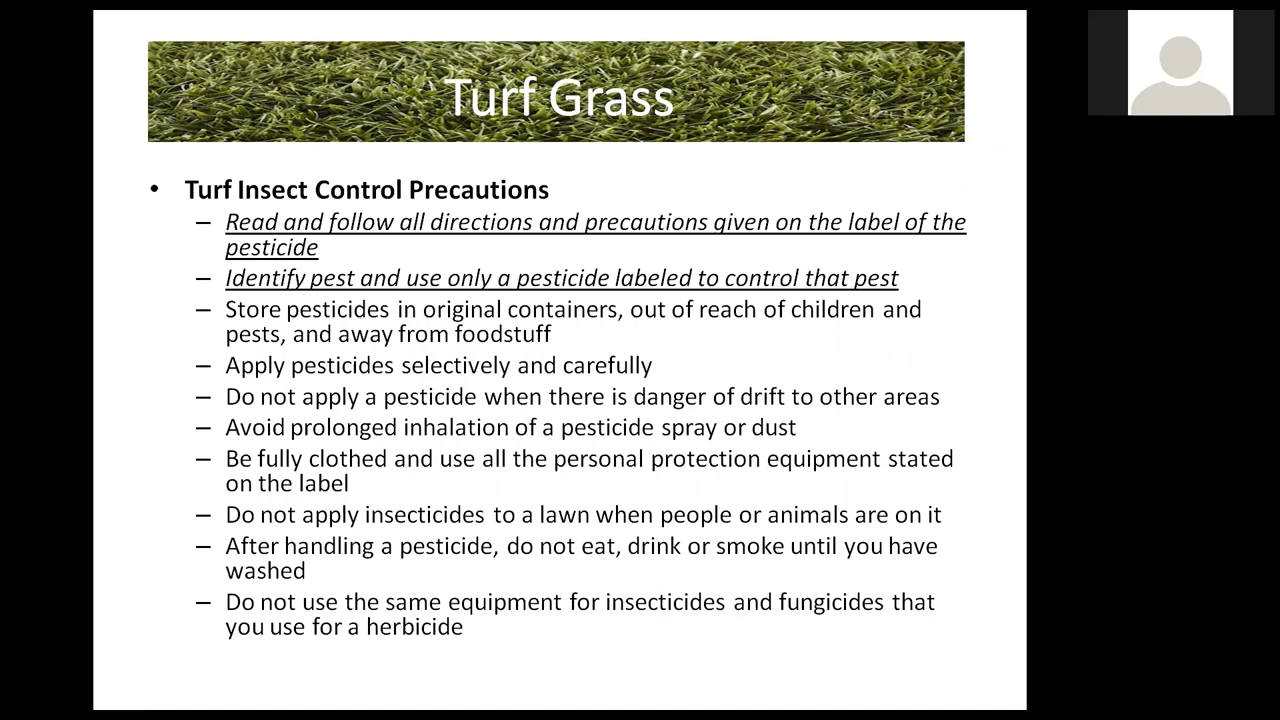 Turf Grass
• Turf Insect Control Precautions
– Read and follow all directions and precautions given on the label of the
pesticide
– Identify pest and use only a pesticide labeled to control that pest
– Store pesticides in original containers, out of reach of children and
pests, and away from foodstuff
– Apply pesticides selectively and carefully
– Do not apply a pesticide when there is danger of drift to other areas
– Avoid prolonged inhalation of a pesticide spray or dust
– Be fully clothed and use all the personal protection equipment stated
on the label
– Do not apply insecticides to a lawn when people or animals are on it
– After handling a pesticide, do not eat, drink or smoke until you have
washed
– Do not use the same equipment for insecticides and fungicides that
you use for a herbicide